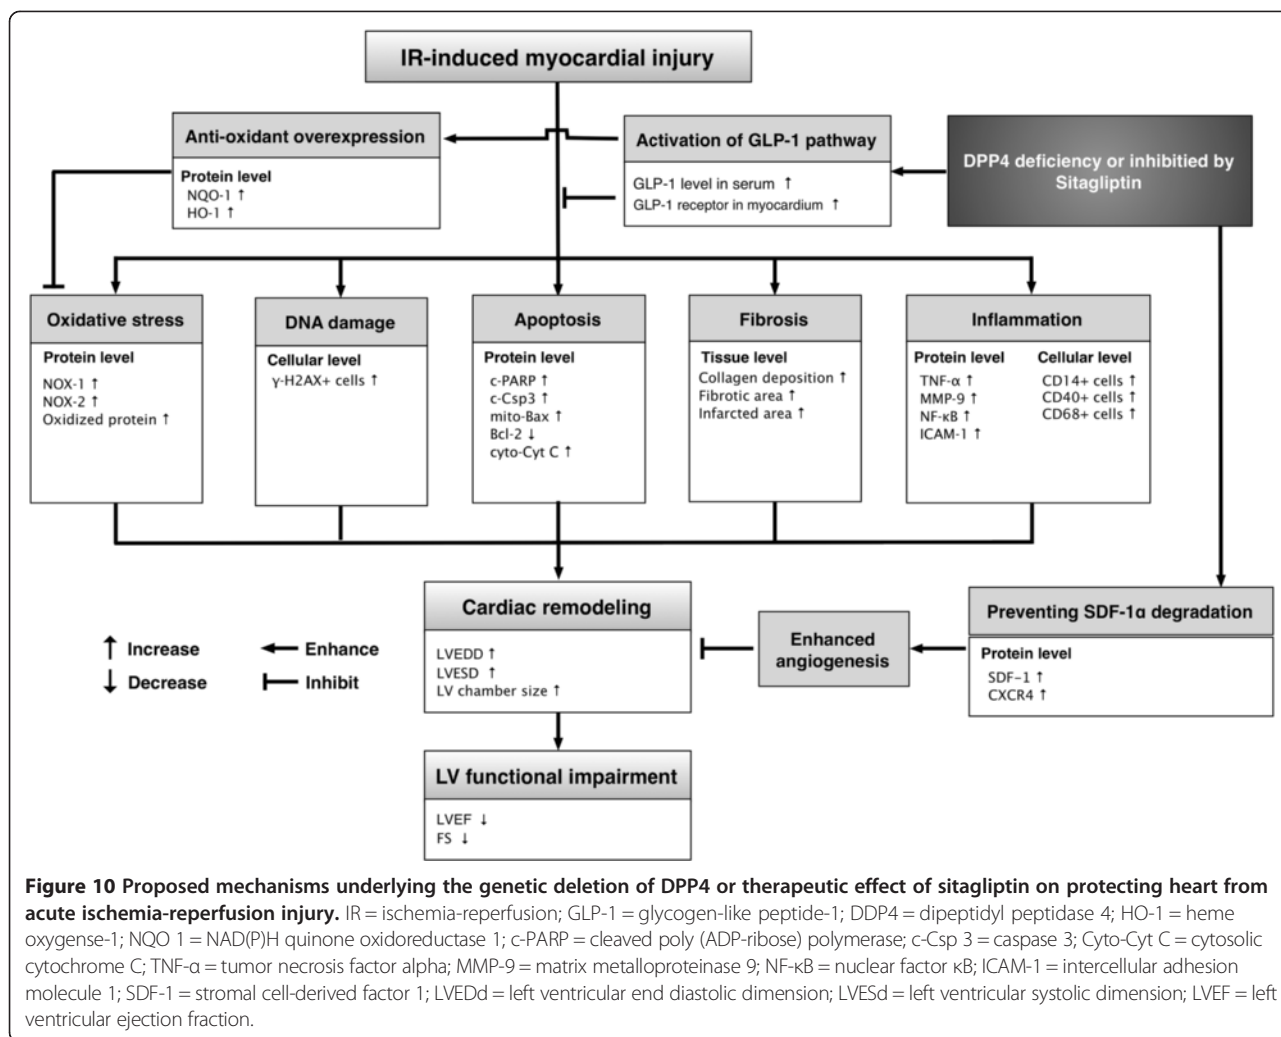 IR-induced myocardial injury
Anti-oxidant overexpression
Protein level
NQO-1 ↑
HO-1 ↑
Activation of GLP-1 pathway
GLP-1 level in serum ↑
GLP-1 receptor in myocardium ↑
DPP4 deficiency or inhibitied by
Sitagliptin
Oxidative stress
Protein level
NOX-1 ↑
NOX-2 ↑
Oxidized protein ↑
DNA damage
Cellular level
γ-H2AX+ cells ↑
Apoptosis
Protein level
c-PARP ↑
c-Csp3 ↑
mito-Bax ↑
Bcl-2 ↓
cyto-Cyt C ↑
Fibrosis
Tissue level
Collagen deposition ↑
Fibrotic area ↑
Infarcted area ↑
Inflammation
Protein level
TNF-α ↑
MMP-9 ↑
NF-κB ↑
ICAM-1 ↑
Cellular level
CD14+ cells ↑
CD40+ cells ↑
CD68+ cells ↑
Cardiac remodeling
LVEDD ↑
LVESD ↑
LV chamber size ↑
Enhanced
angiogenesis
Preventing SDF-1α degradation
Protein level
SDF-1 ↑
CXCR4 ↑
↑ Increase
Enhance
↓ Decrease
Inhibit
LV functional impairment
LVEF ↓
FS ↓
Figure 10 Proposed mechanisms underlying the genetic deletion of DPP4 or therapeutic effect of sitagliptin on protecting heart from
acute ischemia-reperfusion injury. IR = ischemia-reperfusion; GLP-1 = glycogen-like peptide-1; DDP4 = dipeptidyl peptidase 4; HO-1 = heme
oxygense-1; NQO 1 = NAD(P)H quinone oxidoreductase 1; c-PARP = cleaved poly (ADP-ribose) polymerase; c-Csp 3 = caspase 3; Cyto-Cyt C = cytosolic
cytochrome C; TNF-α = tumor necrosis factor alpha; MMP-9 = matrix metalloproteinase 9; NF-κB = nuclear factor κB; ICAM-1 = intercellular adhesion
molecule 1; SDF-1 = stromal cell-derived factor 1; LVEDd = left ventricular end diastolic dimension; LVESd = left ventricular systolic dimension; LVEF = left
ventricular ejection fraction.